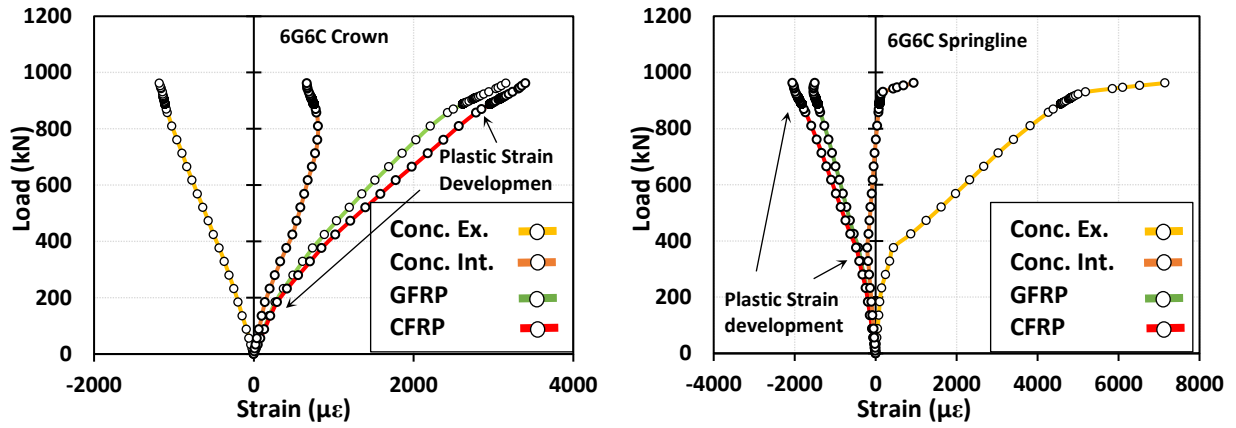 6G6C Crown
Load (kN)
1200
1000
800
600
400
200
0
Plastic Strain
Developmen
Conc. Ex.
Conc. Int.
GFRP
CFRP
-2000
0
2000
4000
Strain (µε)
6G6C Springline
Load (kN)
1200
1000
800
600
400
200
0
Plastic Strain
development
Conc. Ex.
Conc. Int.
GFRP
CFRP
-4000
-2000
0
2000
4000
6000
8000
Strain (µε)